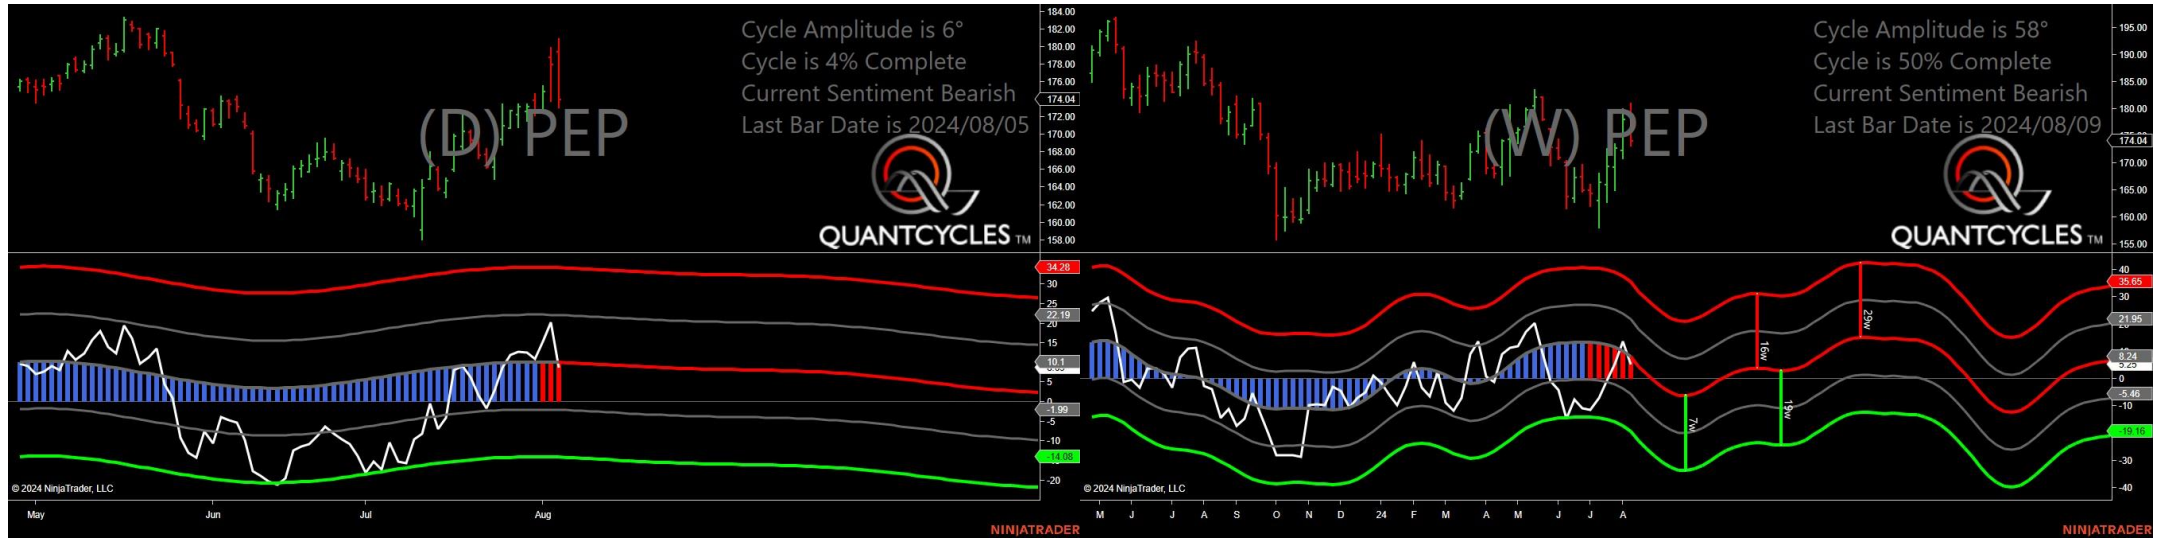 Cycle Amplitude is 6°
Cycle is 4% Complete
Current Sentiment Bearish
Last Bar Date is 2024/08/05
(D) PEP
QUANTCYCLES TM
184.00
182.00
180.00
178.00
176.00
174.04
172.00
170.00
168.00
166.00
164.00
162.00
160.00
158.00
34.28
30
25
22.19
20
15
10.1
5
0
-1.99
-5
-10
-14.08
-20
© 2024 NinjaTrader, LLC
May Jun Jul Aug
NINJATRADER
Cycle Amplitude is 58°
Cycle is 50% Complete
Current Sentiment Bearish
Last Bar Date is 2024/08/09
(W) PEP
QUANTCYCLES TM
195.00
190.00
185.00
180.00
174.04
170.00
165.00
160.00
155.00
40
35.65
30
21.95
8.24
5.25
0
-5.46
-10
-19.16
-30
-40
7w
16w
19w
29w
© 2024 NinjaTrader, LLC
M J J A S O N D 24 F M A M J J A
NINJATRADER